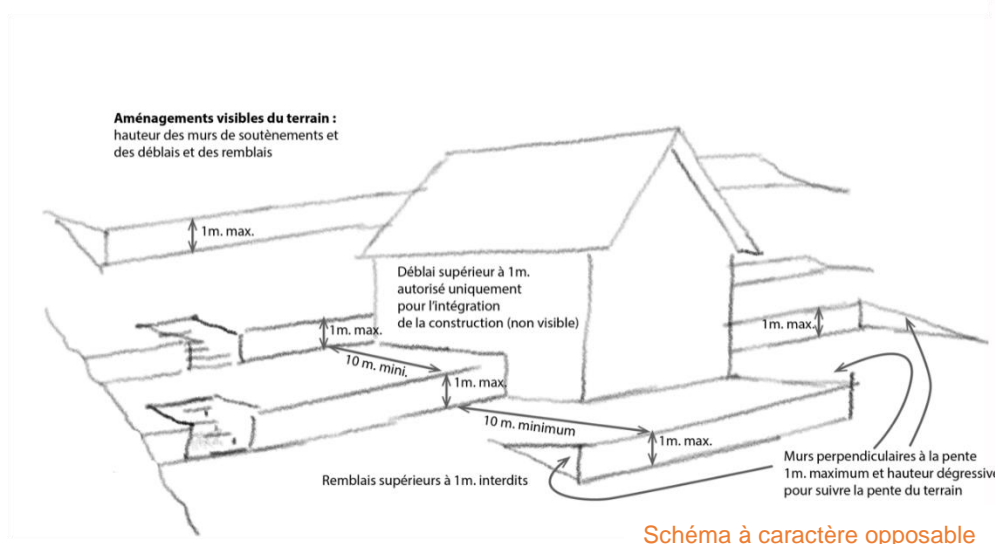 Aménagements visibles du terrain :
hauteur des murs de soutènements et
des déblais et des remblais
1m. max.
Déblai supérieur à 1m.
autorisé uniquement
pour l'intégration
de la construction (non visible)
1m. max.
1m. max.
10 m. mini.
1m. max.
10 m. minimum
1m. max.
Remblais supérieurs à 1m. interdits
Murs perpendiculaires à la pente
1m. maximum et hauteur dégressive
pour suivre la pente du terrain
Schéma à caractère opposable